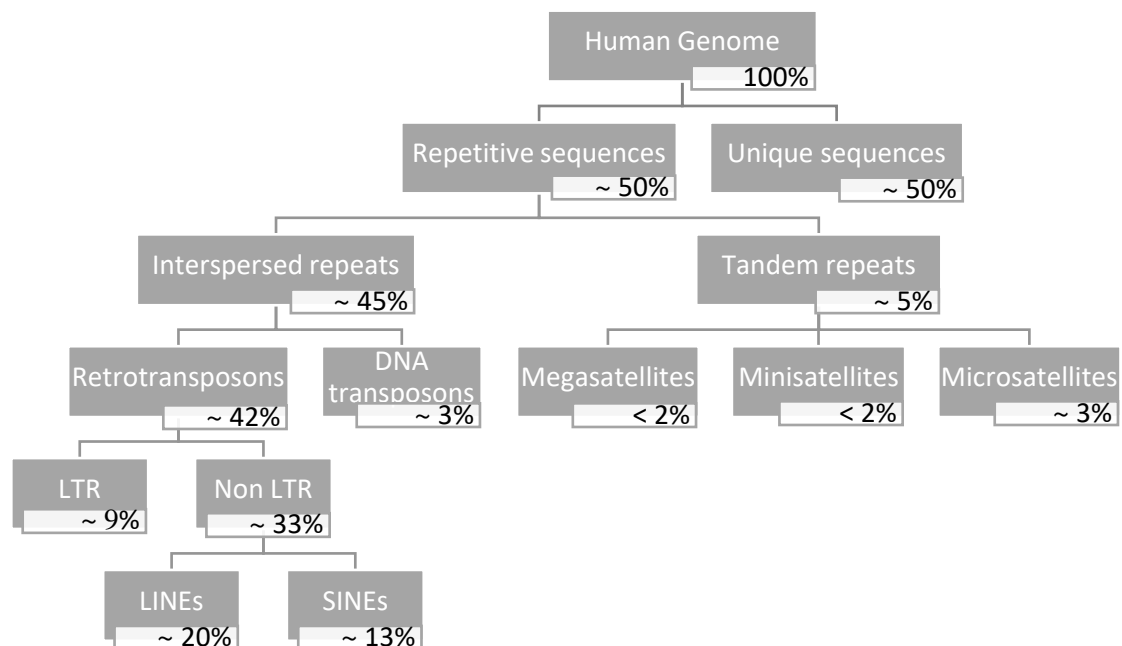 Human Genome
100%
Repetitive sequences
~ 50%
Unique sequences
~ 50%
Interspersed repeats
~ 45%
Tandem repeats
~ 5%
Retrotransposons
~ 42%
DNA
transposons
~ 3%
Megasatellites
< 2%
Minisatellites
< 2%
Microsatellites
~ 3%
LTR
~ 9%
Non LTR
~ 33%
LINEs
~ 20%
SINEs
~ 13%